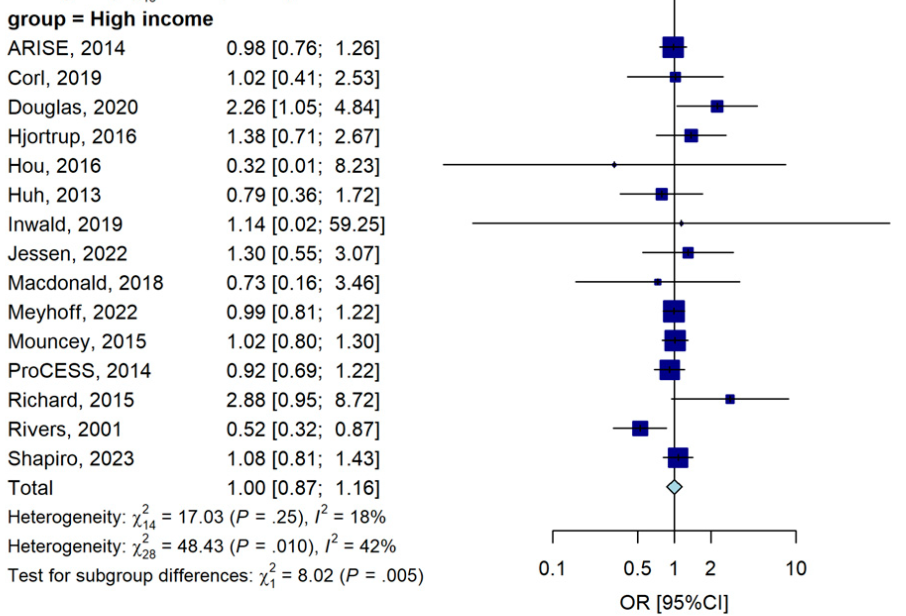 group = High income
ARISE, 2014 0.98 [0.76; 1.26]
Corl, 2019 1.02 [0.41; 2.53]
Douglas, 2020 2.26 [1.05; 4.84]
Hjortrup, 2016 1.38 [0.71; 2.67]
Hou, 2016 0.32 [0.01; 8.23]
Huh, 2013 0.79 [0.36; 1.72]
Inwald, 2019 1.14 [0.02; 59.25]
Jessen, 2022 1.30 [0.55; 3.07]
Macdonald, 2018 0.73 [0.16; 3.46]
Meyhoff, 2022 0.99 [0.81; 1.22]
Mouncey, 2015 1.02 [0.80; 1.30]
ProCESS, 2014 0.92 [0.69; 1.22]
Richard, 2015 2.88 [0.95; 8.72]
Rivers, 2001 0.52 [0.32; 0.87]
Shapiro, 2023 1.08 [0.81; 1.43]
Total 1.00 [0.87; 1.16]
Heterogeneity: χ²₁₄ = 17.03 (P = .25), I² = 18%
Heterogeneity: χ²₂₈ = 48.43 (P = .010), I² = 42%
Test for subgroup differences: χ²₁ = 8.02 (P = .005)
0.1 0.5 1 2 10
OR [95%CI]